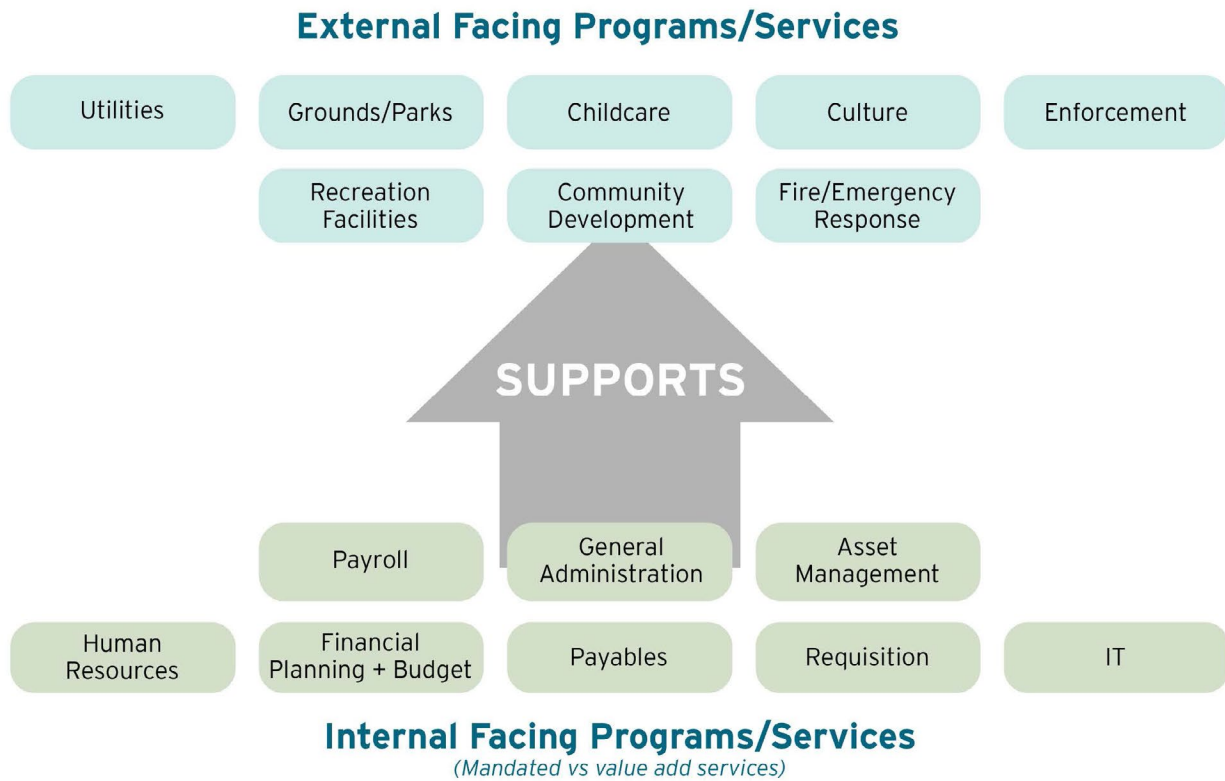 External Facing Programs/Services
Utilities
Grounds/Parks
Childcare
Culture
Enforcement
Recreation
Facilities
Community
Development
Fire/Emergency
Response
SUPPORTS
Payroll
General
Administration
Asset
Management
Human
Resources
Financial
Planning + Budget
Payables
Requisition
IT
Internal Facing Programs/Services
(Mandated vs value add services)